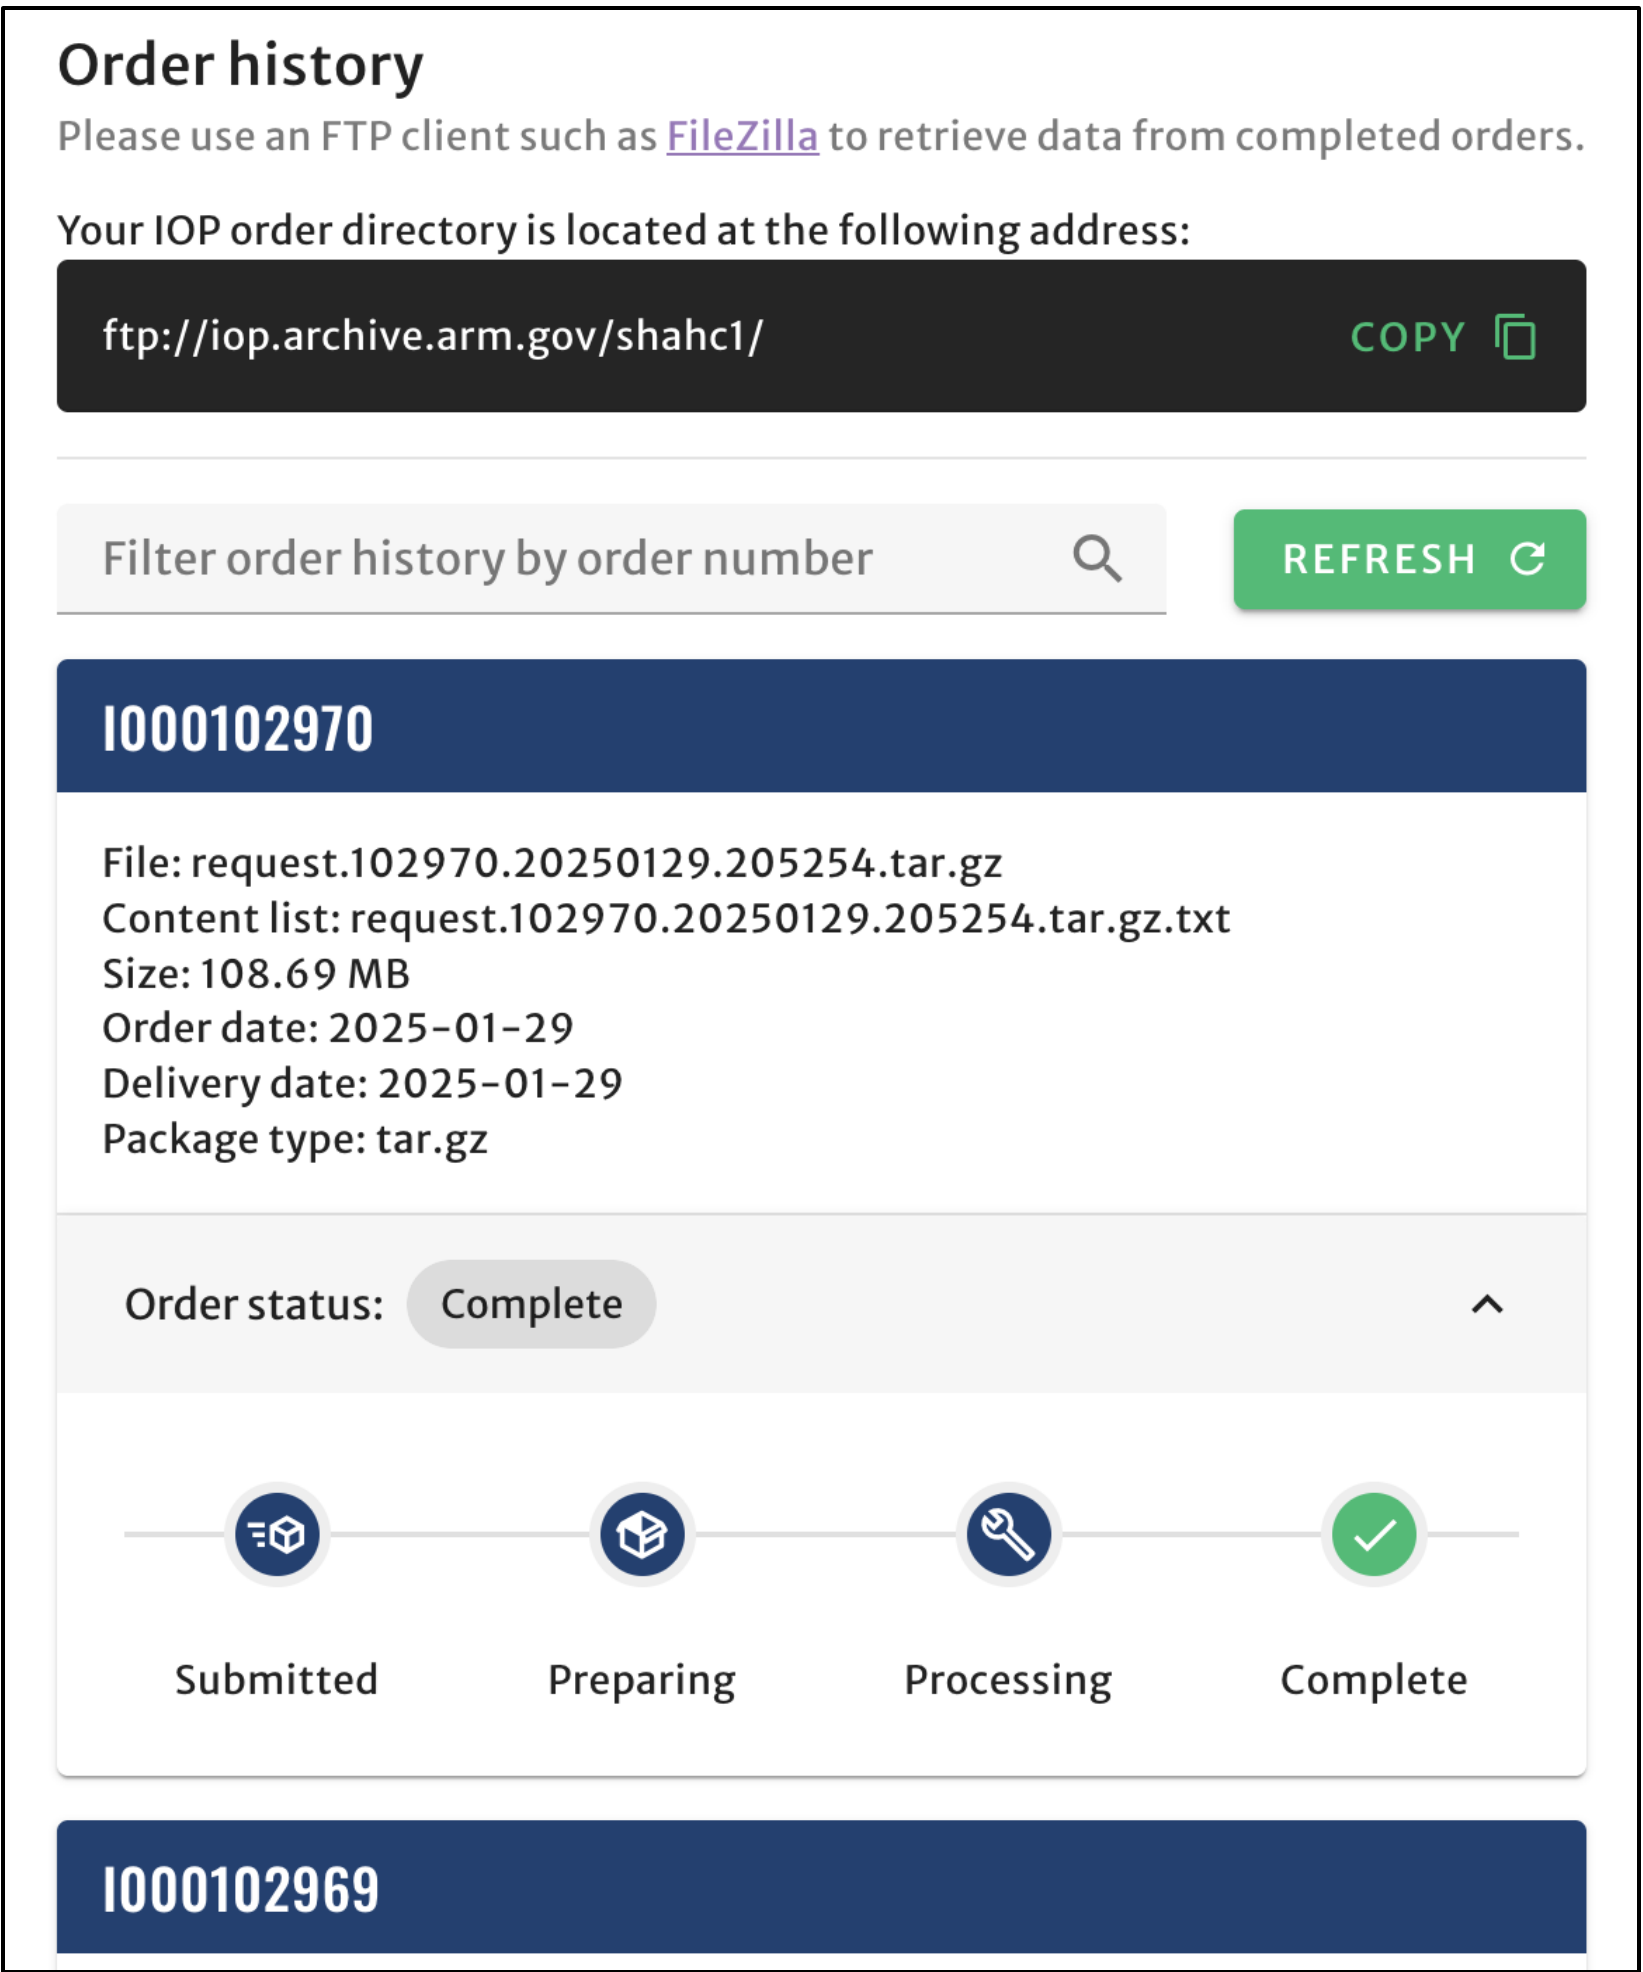 Order history
Please use an FTP client such as FileZilla to retrieve data from completed orders.
Your IOP order directory is located at the following address:
ftp://iop.archive.arm.gov/shahc1/ COPY
Filter order history by order number REFRESH
I000102970
File: request.102970.20250129.205254.tar.gz
Content list: request.102970.20250129.205254.tar.gz.txt
Size: 108.69 MB
Order date: 2025-01-29
Delivery date: 2025-01-29
Package type: tar.gz
Order status: Complete
Submitted Preparing Processing Complete
I000102969